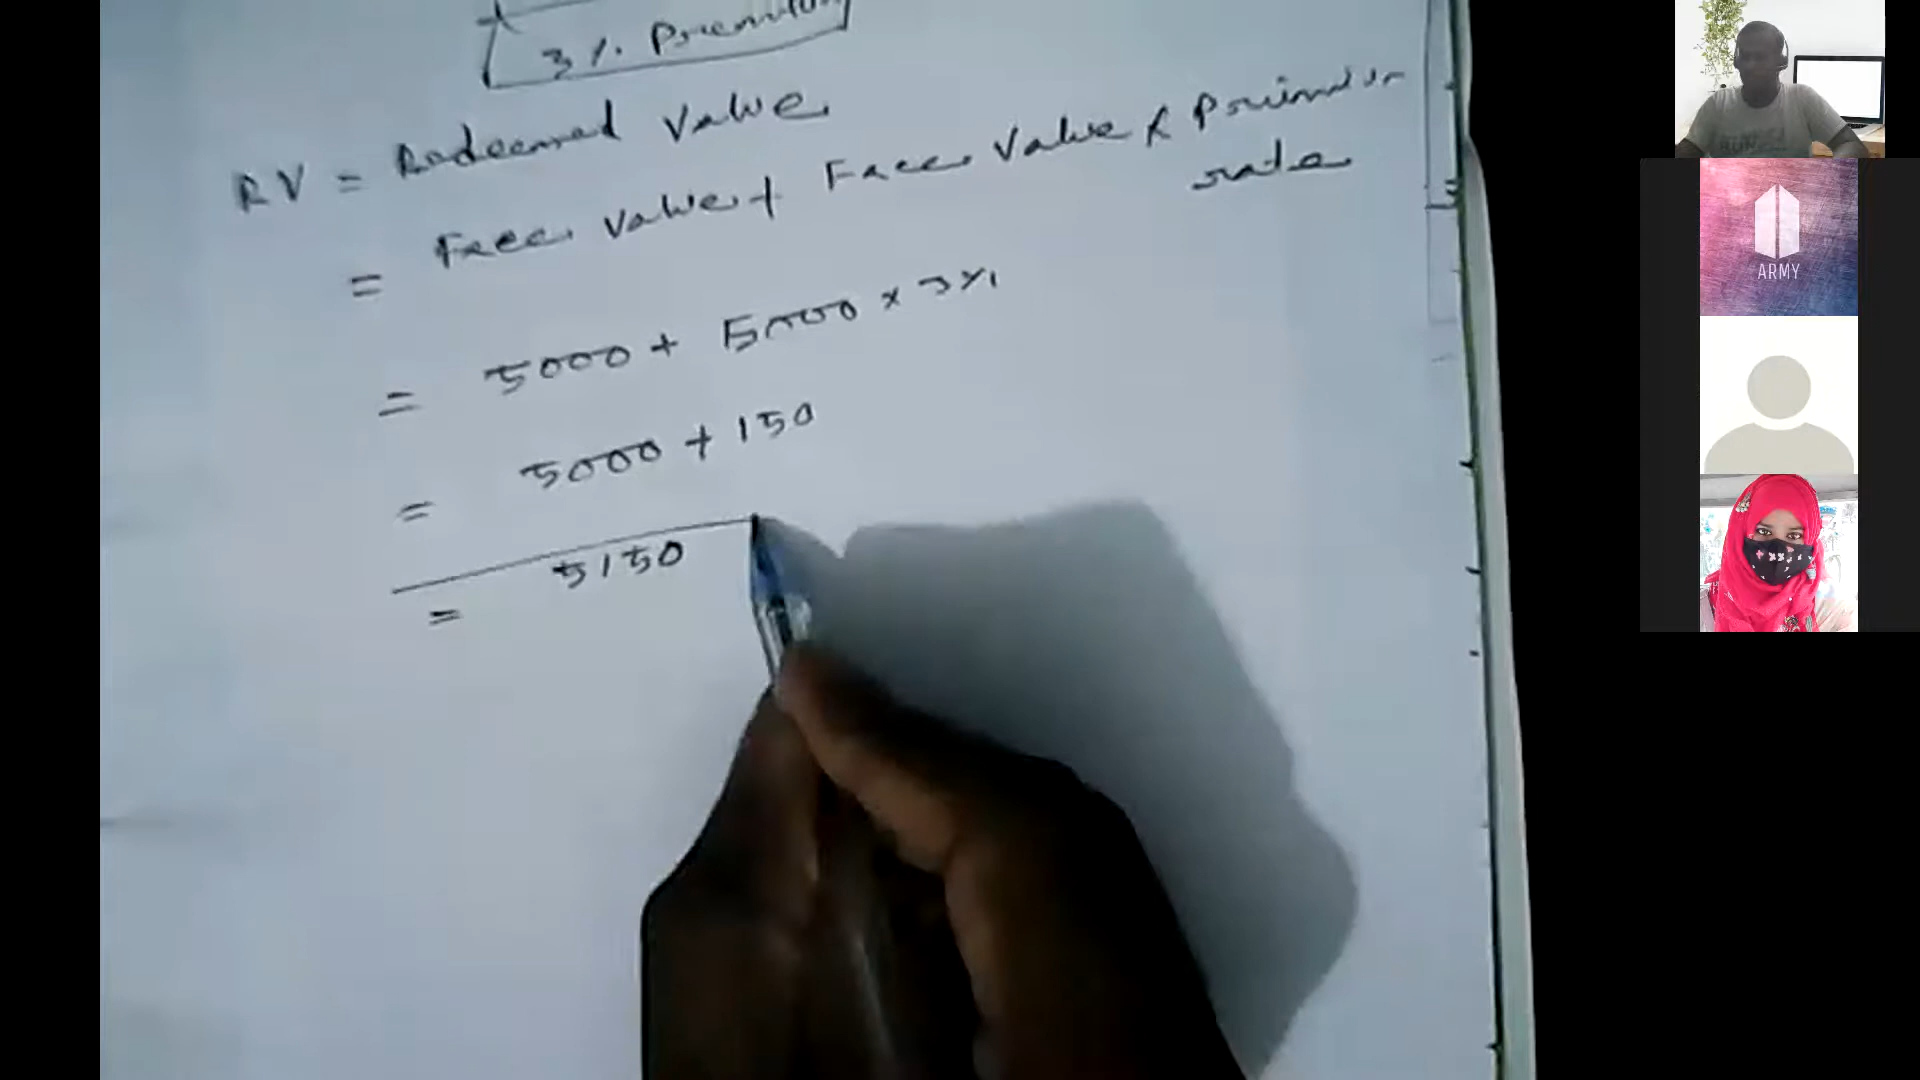 3%. Premium
RV = Redeemed Value
= Face Value + Face Value x Premium
rate
= 5000 + 5000 x 3%
= 5000 + 150
= 5150
ARMY